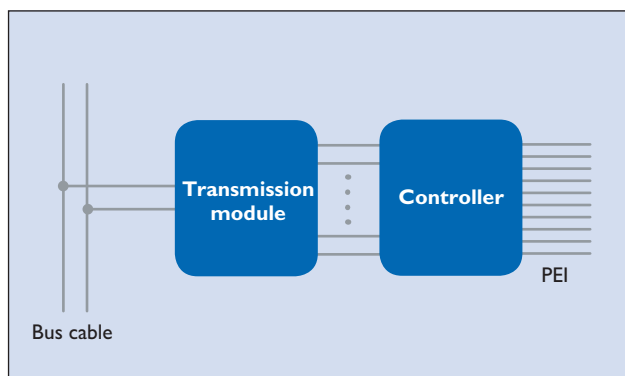 Transmission
module
Controller
PEI
Bus cable